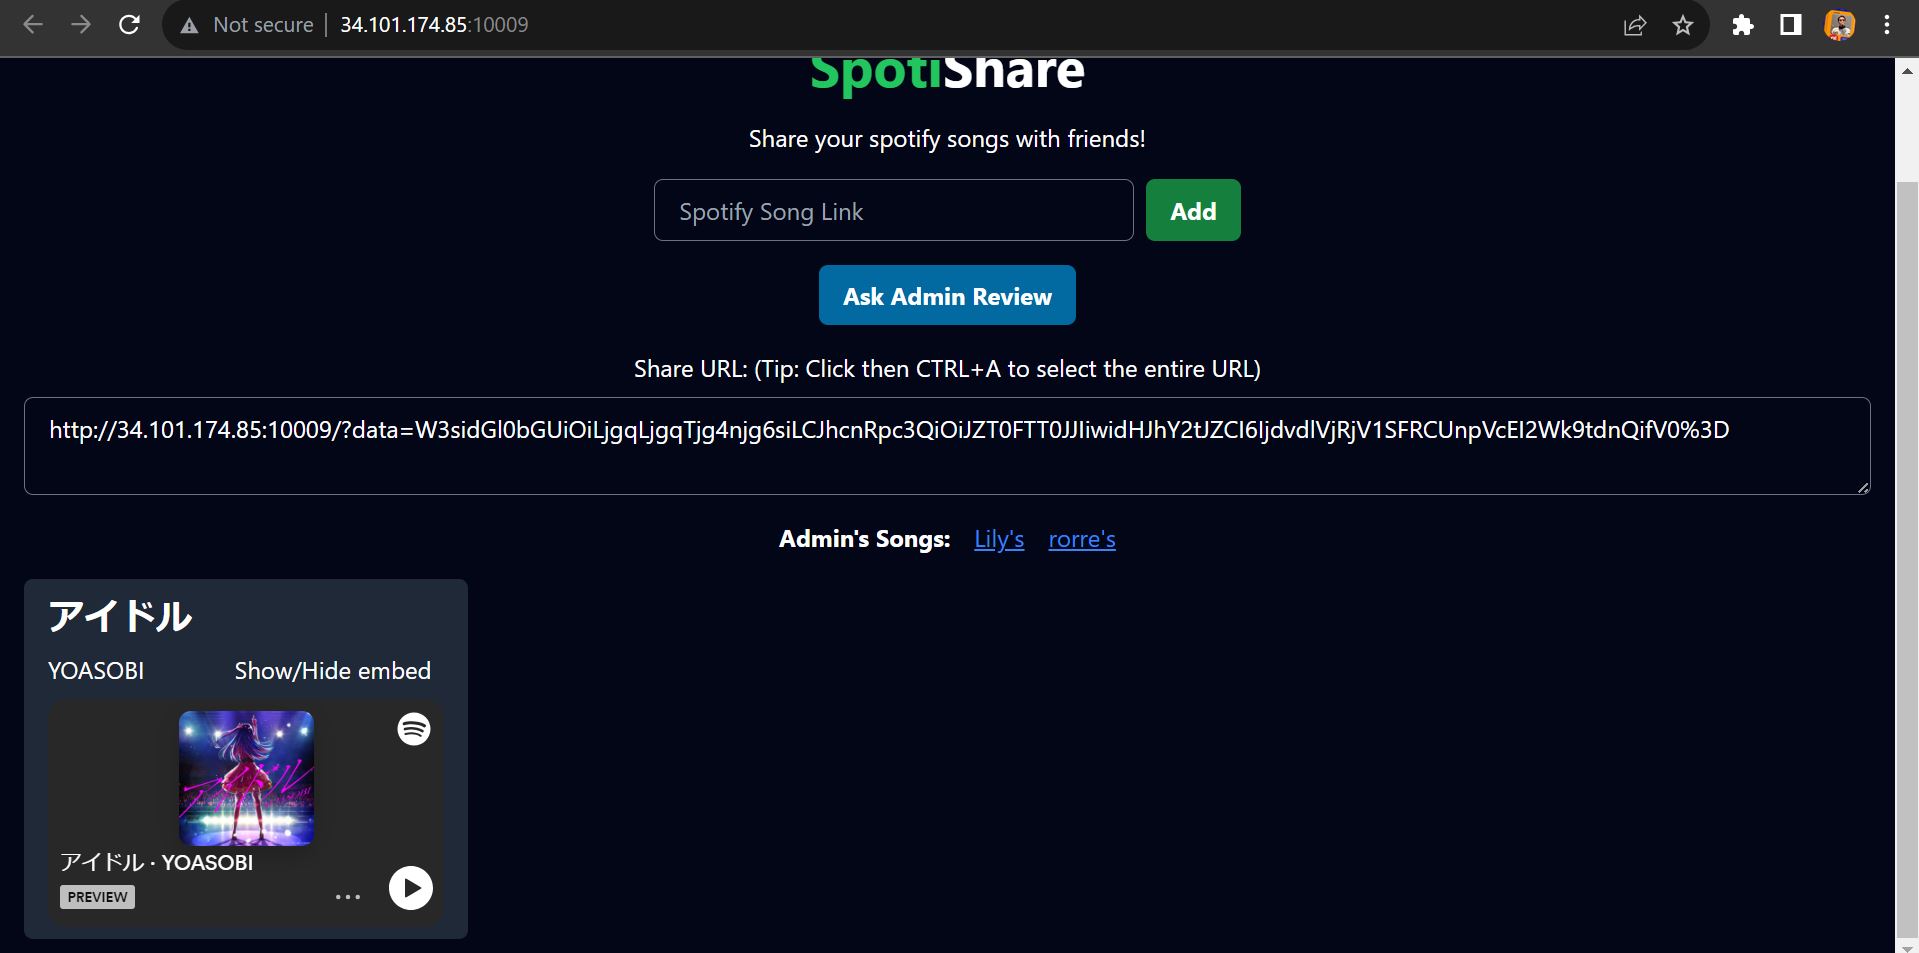 Not secure | 34.101.174.85:10009
SpotiShare
Share your spotify songs with friends!
Spotify Song Link
Add
Ask Admin Review
Share URL: (Tip: Click then CTRL+A to select the entire URL)
http://34.101.174.85:10009/?data=W3sidGl0bGUiOiLjgqLjgqTjg4njg6siLCJhcnRpc3QiOiJZT0FTT0JJIiwidHJhY2tJZCI6IjdvdlVjRjV1SFRCUnpVcEI2Wk9tdnQifV0%3D
Admin's Songs: Lily's rorre's
アイドル
YOASOBI Show/Hide embed
アイドル · YOASOBI
PREVIEW